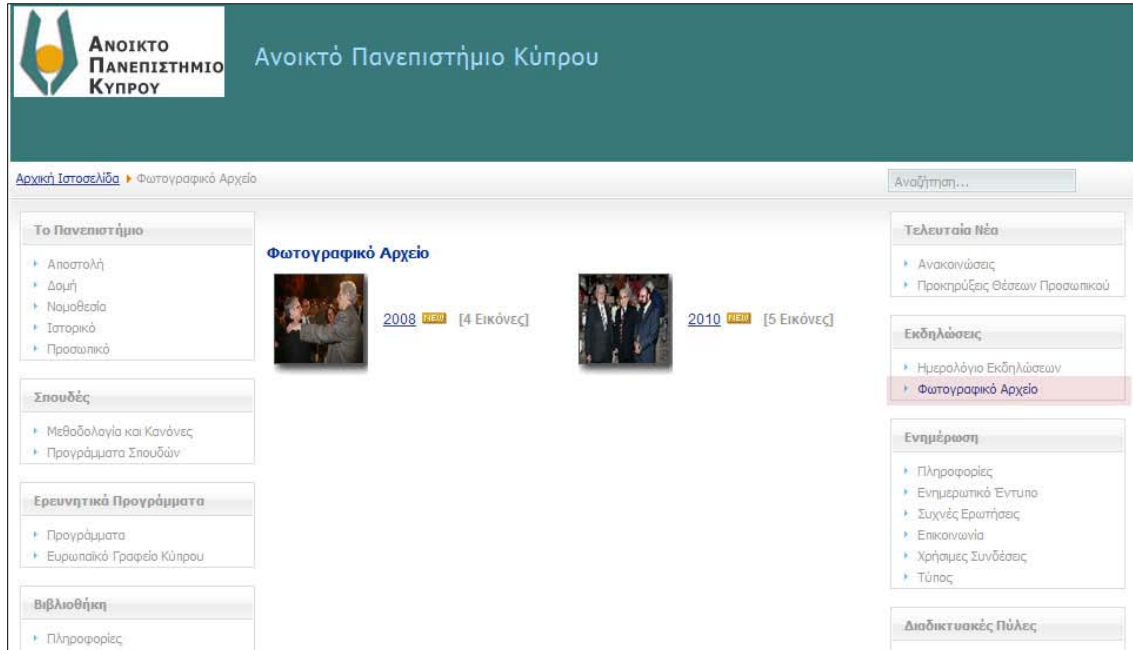 Ανοικτο
Πανεπιστημιο
Κυπρου
Ανοικτό Πανεπιστήμιο Κύπρου
Αρχική Ιστοσελίδα Φωτογραφικό Αρχείο
Αναζήτηση...
Το Πανεπιστήμιο
Αποστολή
Δομή
Νομοθεσία
Ιστορικό
Προσωπικό
Σπουδές
Μεθοδολογία και Κανόνες
Προγράμματα Σπουδών
Ερευνητικά Προγράμματα
Προγράμματα
Ευρωπαϊκό Γραφείο Κύπρου
Βιβλιοθήκη
Πληροφορίες
Φωτογραφικό Αρχείο
2008 NEW! [4 Εικόνες]
2010 NEW! [5 Εικόνες]
Τελευταία Νέα
Ανακοινώσεις
Προκηρύξεις Θέσεων Προσωπικού
Εκδηλώσεις
Ημερολόγιο Εκδηλώσεων
Φωτογραφικό Αρχείο
Ενημέρωση
Πληροφορίες
Ενημερωτικό Έντυπο
Συχνές Ερωτήσεις
Επικοινωνία
Χρήσιμες Συνδέσεις
Τύπος
Διαδικτυακές Πύλες